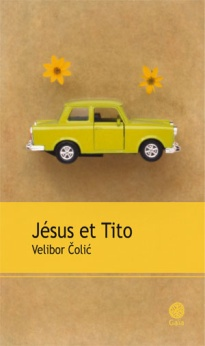 Jésus et Tito
Velibor Čolić
Gaïa